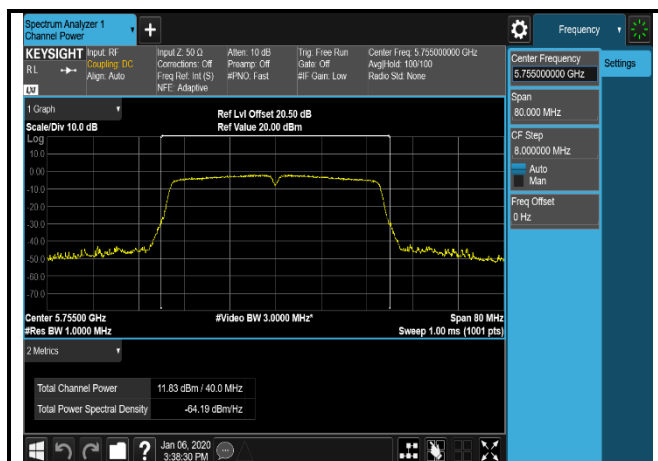 Spectrum Analyzer 1
Channel Power
+
Frequency
KEYSIGHT
RL
LXI
Input: RF
Coupling: DC
Align: Auto
Input Z: 50 Ω
Corrections: Off
Freq Ref: Int (S)
NFE: Adaptive
Atten: 10 dB
Preamp: Off
#PNO: Fast
Trig: Free Run
Gate: Off
#IF Gain: Low
Center Freq: 5.755000000 GHz
Avg|Hold: 100/100
Radio Std: None
Center Frequency
5.755000000 GHz
Settings
Span
80.000 MHz
CF Step
8.000000 MHz
Auto
Man
Freq Offset
0 Hz
1 Graph
Scale/Div 10.0 dB
Ref Lvl Offset 20.50 dB
Ref Value 20.00 dBm
Log
10.0
0.00
-10.0
-20.0
-30.0
-40.0
-50.0
-60.0
-70.0
Center 5.75500 GHz
#Video BW 3.0000 MHz*
Span 80 MHz
#Res BW 1.0000 MHz
Sweep 1.00 ms (1001 pts)
2 Metrics
Total Channel Power 11.83 dBm / 40.0 MHz
Total Power Spectral Density -64.19 dBm/Hz
?
Jan 06, 2020
3:38:30 PM